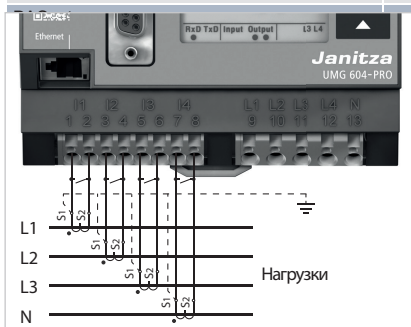 Ethernet
RxD TxD Input Output L3 L4
Janitza
UMG 604-PRO
I1 I2 I3 I4 L1 L2 L3 L4 N
1 2 3 4 5 6 7 8 9 10 11 12 13
S1 S2
S1 S2
S1 S2
S1 S2
L1
L2
L3
N
Нагрузки